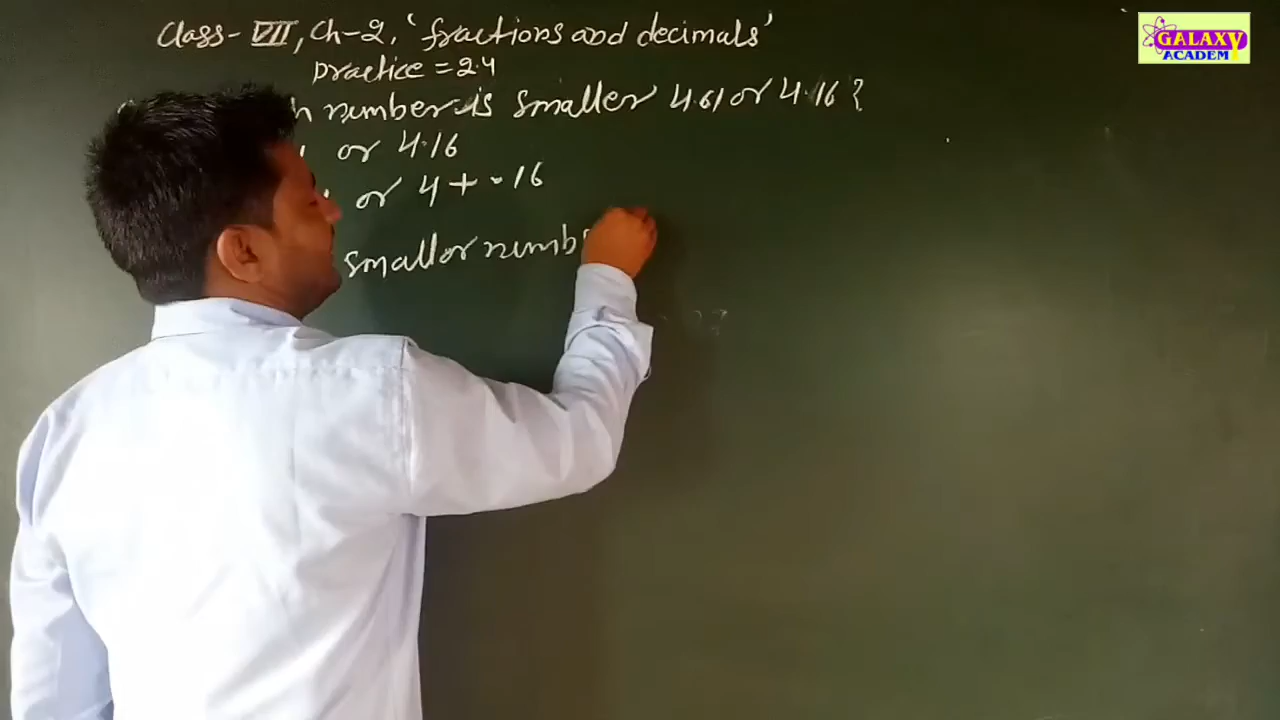 Class-VII, Ch-2, 'fractions and decimals'
practice = 2.4
number is smaller 4.61 or 4.16?
or 4.16
or 4 + .16
smaller
GALAXY
ACADEM